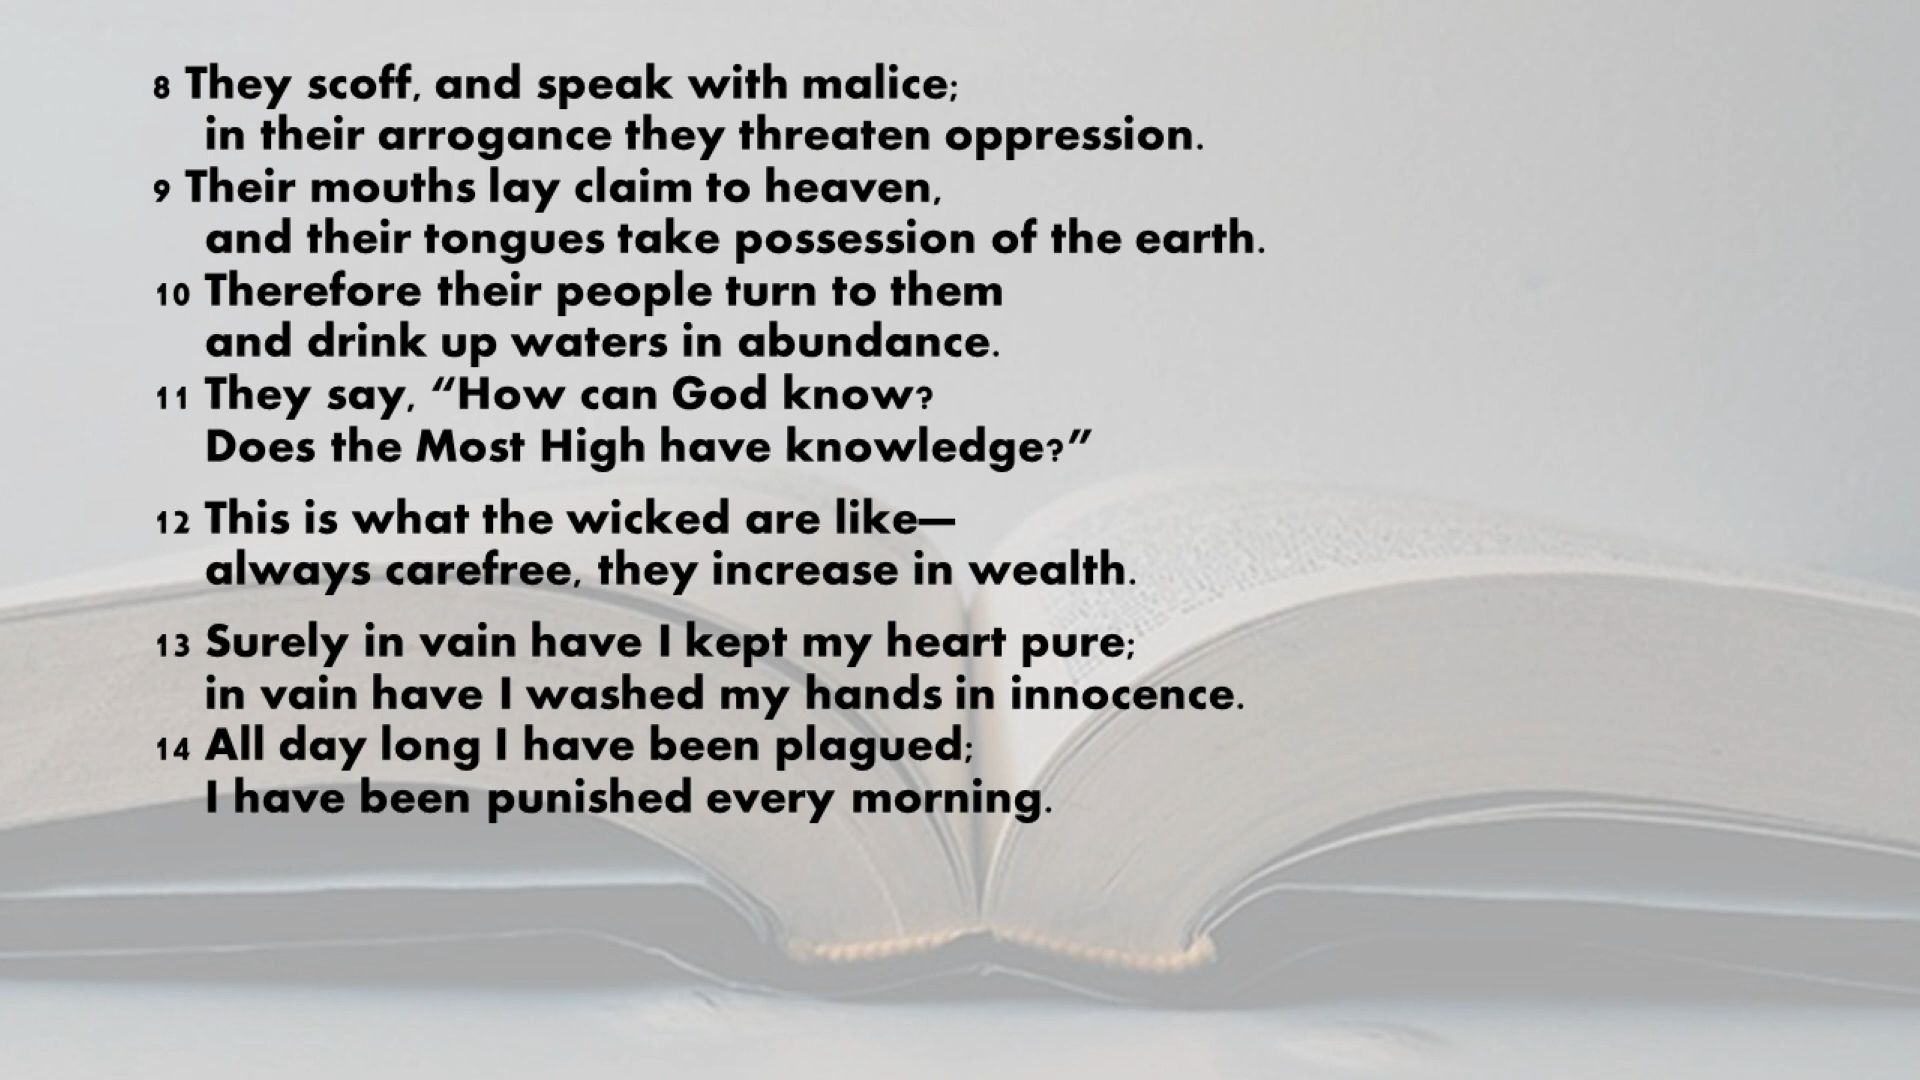 8 They scoff, and speak with malice;
in their arrogance they threaten oppression.
9 Their mouths lay claim to heaven,
and their tongues take possession of the earth.
10 Therefore their people turn to them
and drink up waters in abundance.
11 They say, “How can God know?
Does the Most High have knowledge?”
12 This is what the wicked are like—
always carefree, they increase in wealth.
13 Surely in vain have I kept my heart pure;
in vain have I washed my hands in innocence.
14 All day long I have been plagued;
I have been punished every morning.